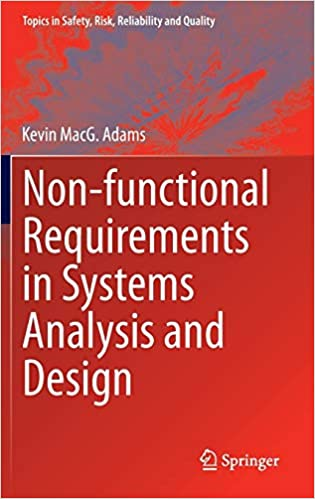 Topics in Safety, Risk, Reliability and Quality
Kevin MacG. Adams
Non-functional
Requirements
in Systems
Analysis and
Design
Springer